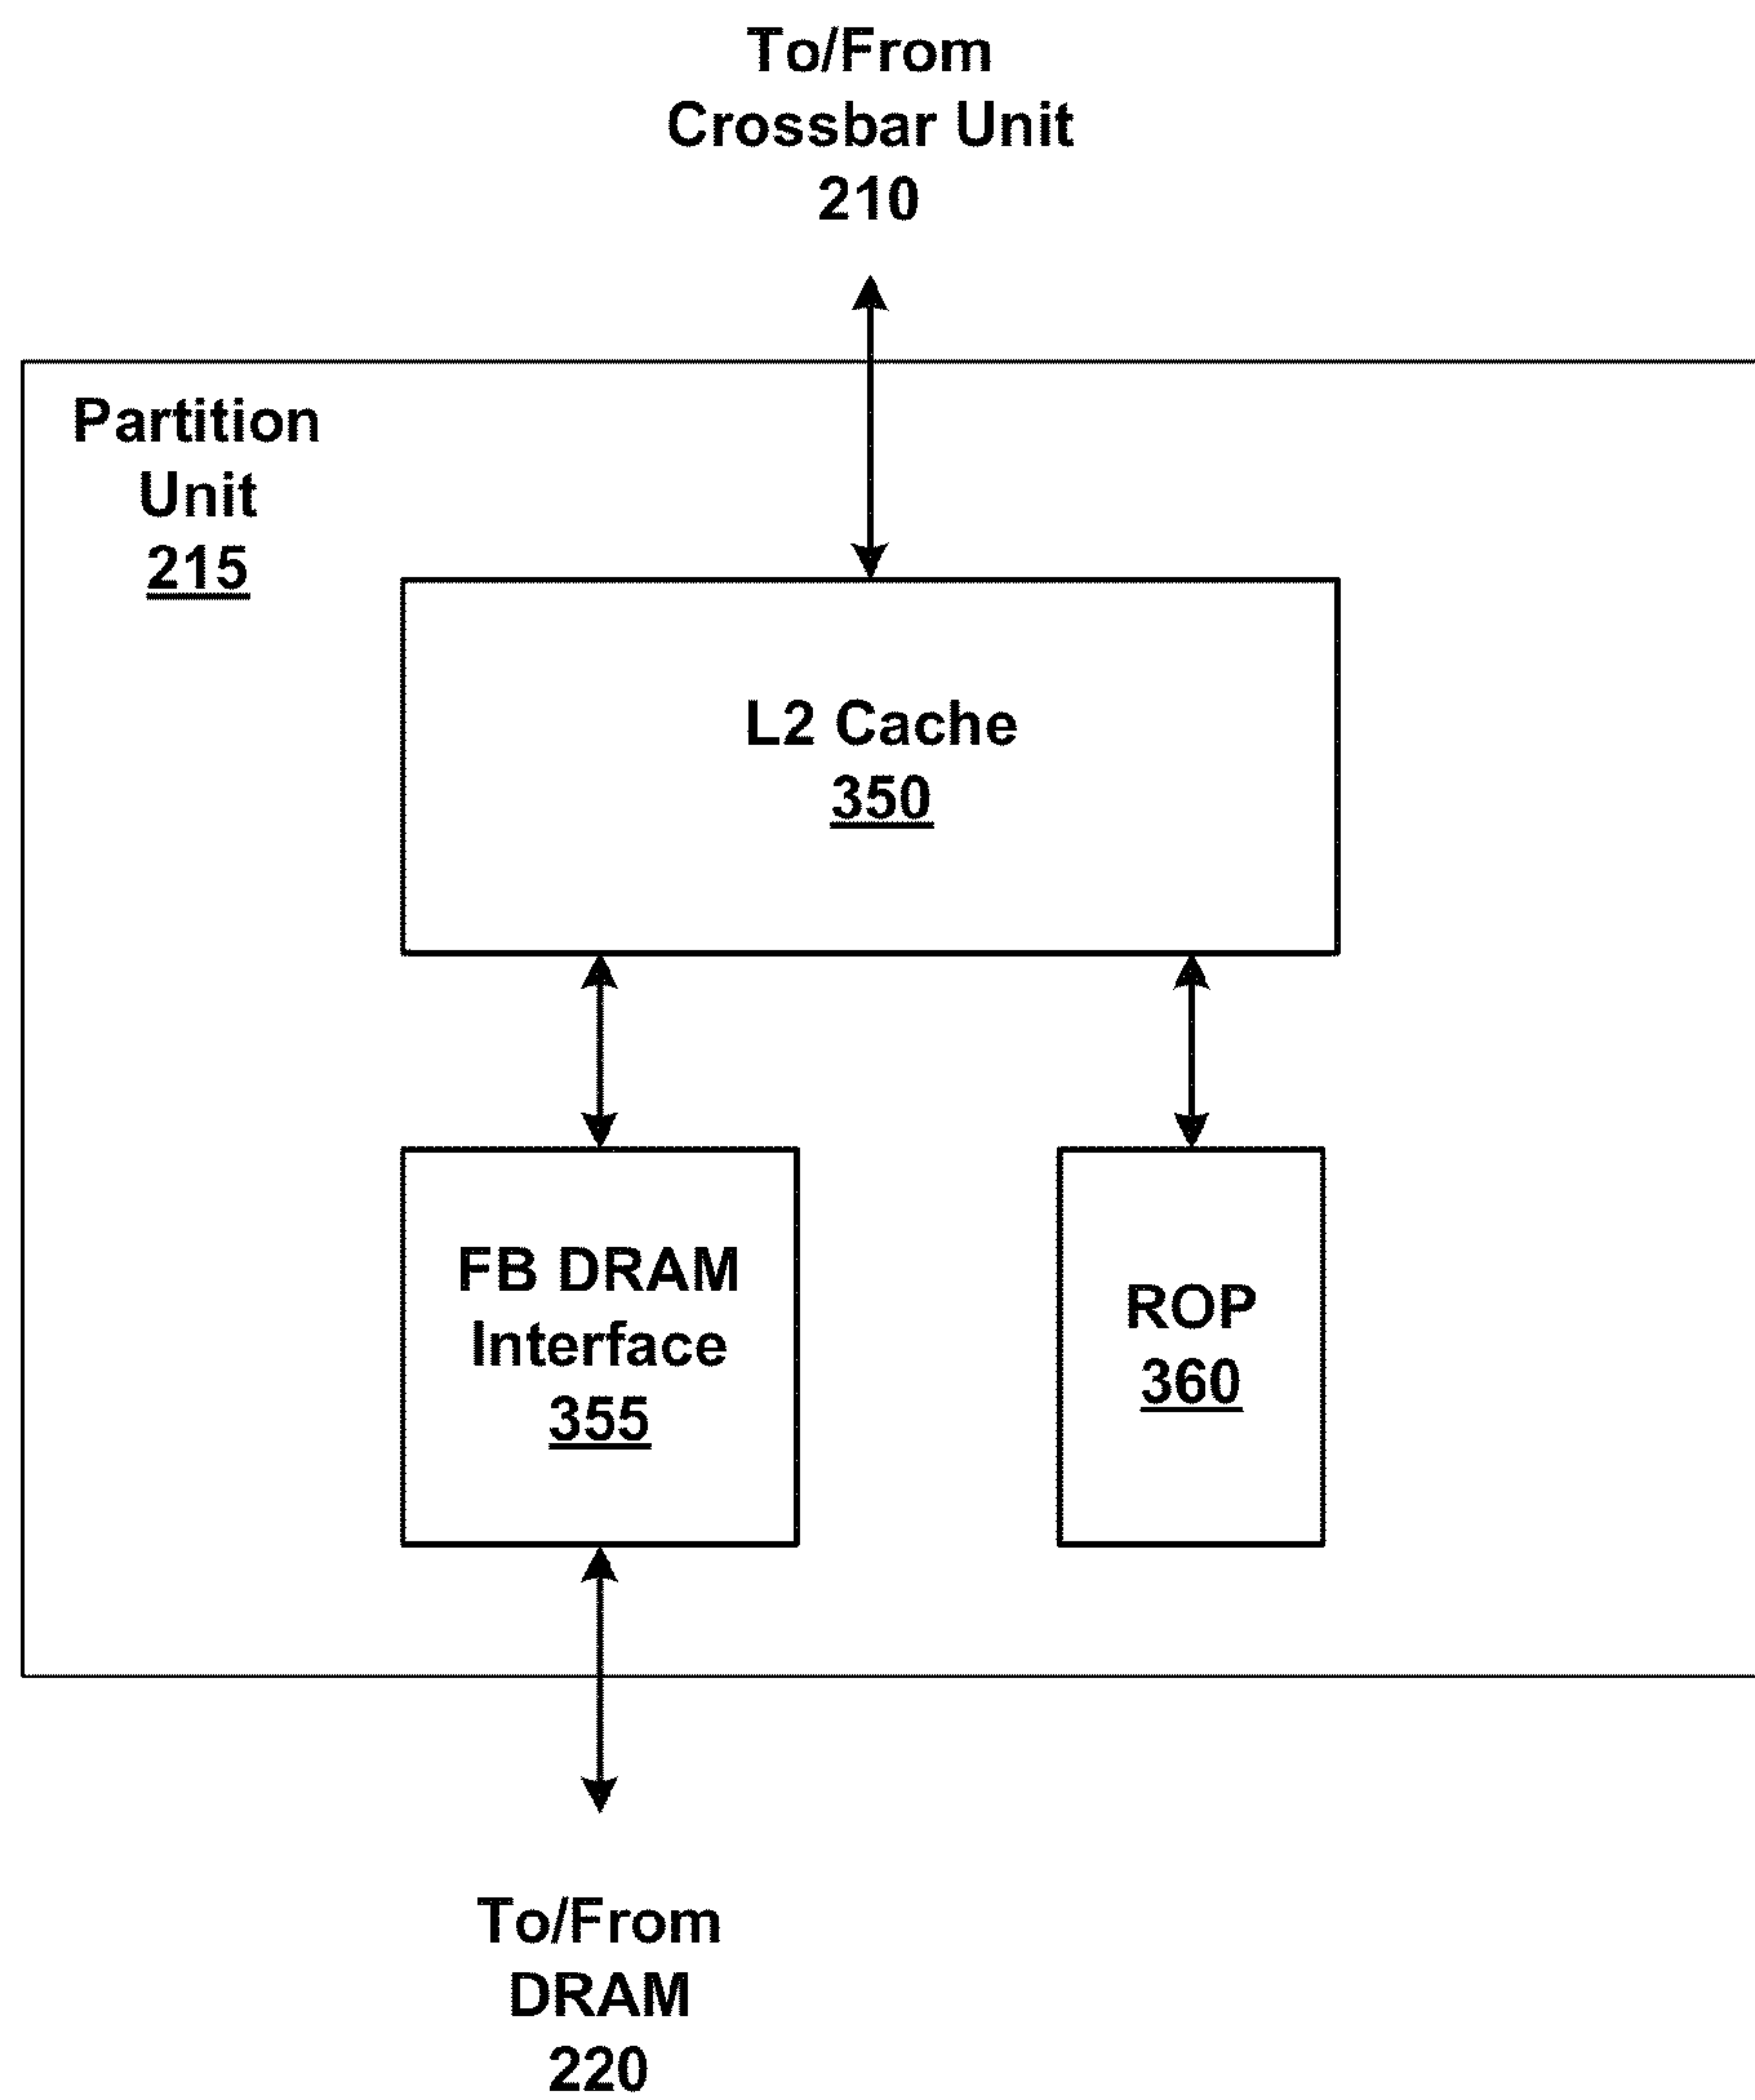 To/From
Crossbar Unit
210
Partition
Unit
215
L2 Cache
350
FB DRAM
Interface
355
ROP
360
To/From
DRAM
220